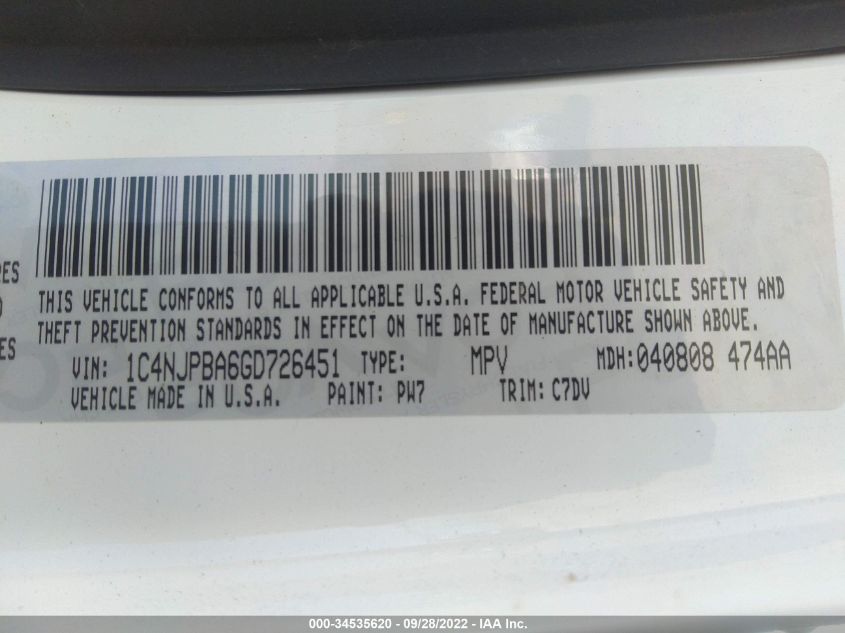 RES
THIS VEHICLE CONFORMS TO ALL APPLICABLE U.S.A. FEDERAL MOTOR VEHICLE SAFETY AND
THEFT PREVENTION STANDARDS IN EFFECT ON THE DATE OF MANUFACTURE SHOWN ABOVE.
ES
VIN: 1C4NJPBA6GD726451 TYPE: MPV MDH:040808 474AA
VEHICLE MADE IN U.S.A. PAINT: PW7 TRIM: C7DV
000-34535620 - 09/28/2022 - IAA Inc.